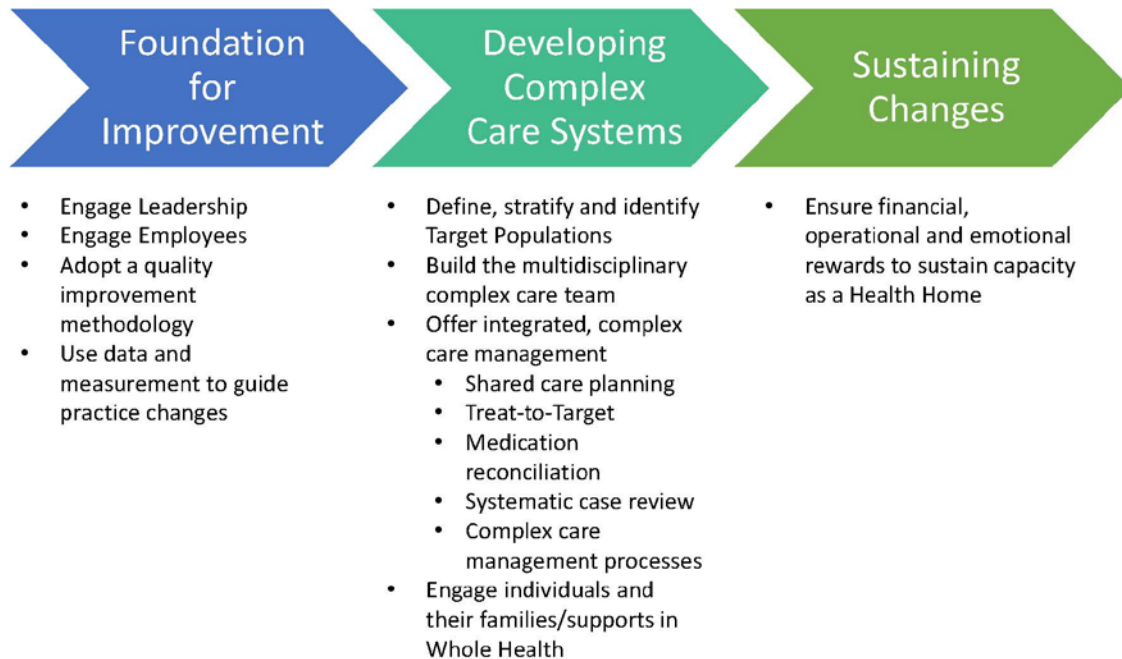 Foundation
for
Improvement
• Engage Leadership
• Engage Employees
• Adopt a quality
improvement
methodology
• Use data and
measurement to guide
practice changes
Developing
Complex
Care Systems
• Define, stratify and identify
Target Populations
• Build the multidisciplinary
complex care team
• Offer integrated, complex
care management
• Shared care planning
• Treat-to-Target
• Medication
reconciliation
• Systematic case review
• Complex care
management processes
• Engage individuals and
their families/supports in
Whole Health
Sustaining
Changes
• Ensure financial,
operational and emotional
rewards to sustain capacity
as a Health Home